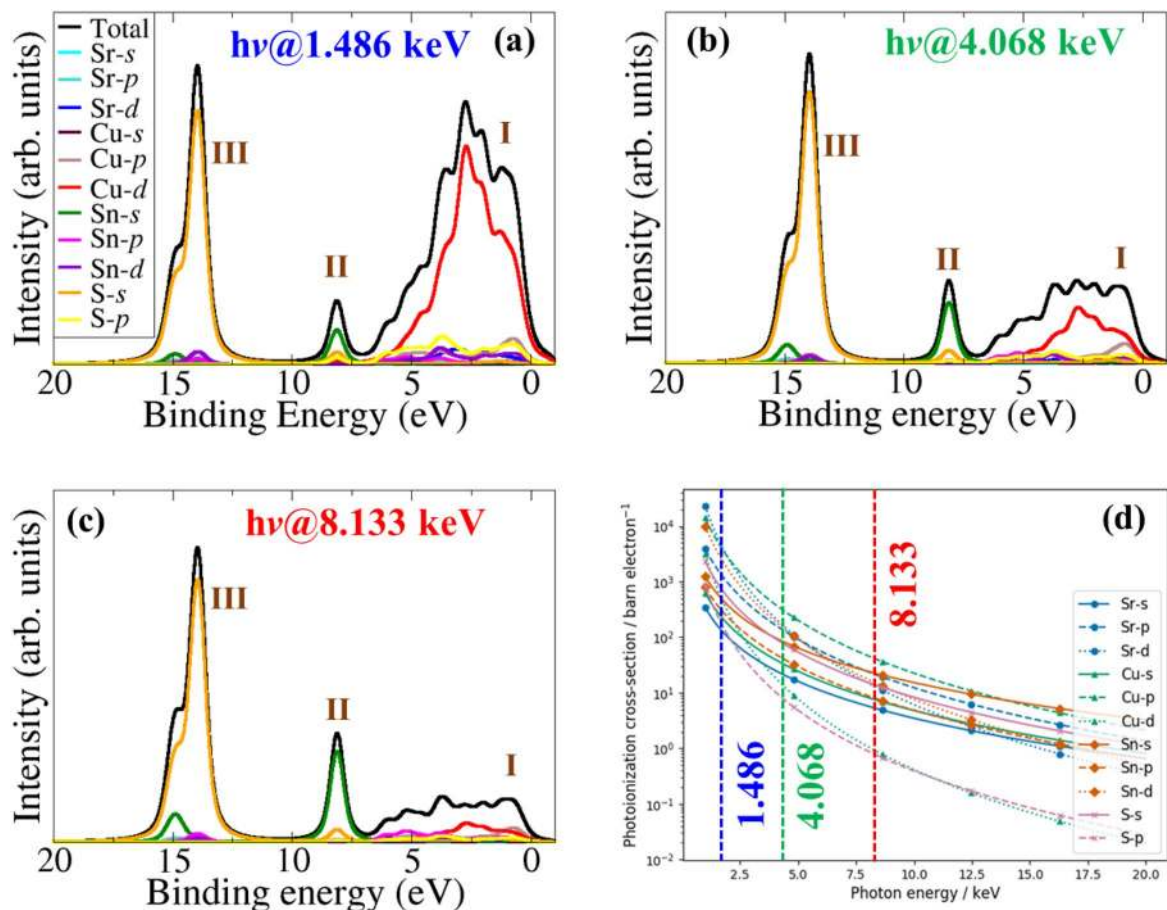 Total
Sr-s
Sr-p
Sr-d
Cu-s
Cu-p
Cu-d
Sn-s
Sn-p
Sn-d
S-s
S-p
hν@1.486 keV
(a)
III
II
I
Intensity (arb. units)
20 15 10 5 0
Binding Energy (eV)
(b)
hν@4.068 keV
III
II
I
Intensity (arb. units)
20 15 10 5 0
Binding energy (eV)
(c)
hν@8.133 keV
III
II
I
Intensity (arb. units)
20 15 10 5 0
Binding energy (eV)
(d)
Photoionization cross-section / barn electron⁻¹
10⁴
10³
10²
10¹
10⁰
10⁻¹
10⁻²
1.486
4.068
8.133
Sr-s
Sr-p
Sr-d
Cu-s
Cu-p
Cu-d
Sn-s
Sn-p
Sn-d
S-s
S-p
2.5 5.0 7.5 10.0 12.5 15.0 17.5 20.0
Photon energy / keV